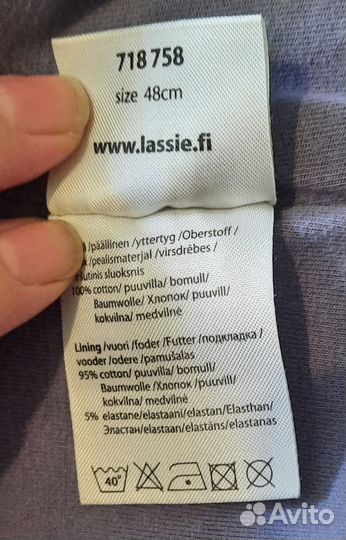 718 758
size 48cm
www.lassie.fi
/päällinen /yttertyg /Oberstoff /
/pealismaterjal /virsdrēbes /
sluoksnis
100% cotton/ puuvilla/ bomull/
Baumwolle/ Хлопок/ puuvill/
kokvilna/ medvilnė
Lining /vuori /foder /Futter /подкладка /
vooder /odere /pamušalas
95% cotton/ puuvilla/ bomull/
Baumwolle /Хлопок /puuvill/
kokvilna/ medvilnė
5% elastane/elastaani/elastan/Elasthan/
Эластан/elastaan/elastāns/elastanas
40°
Avito